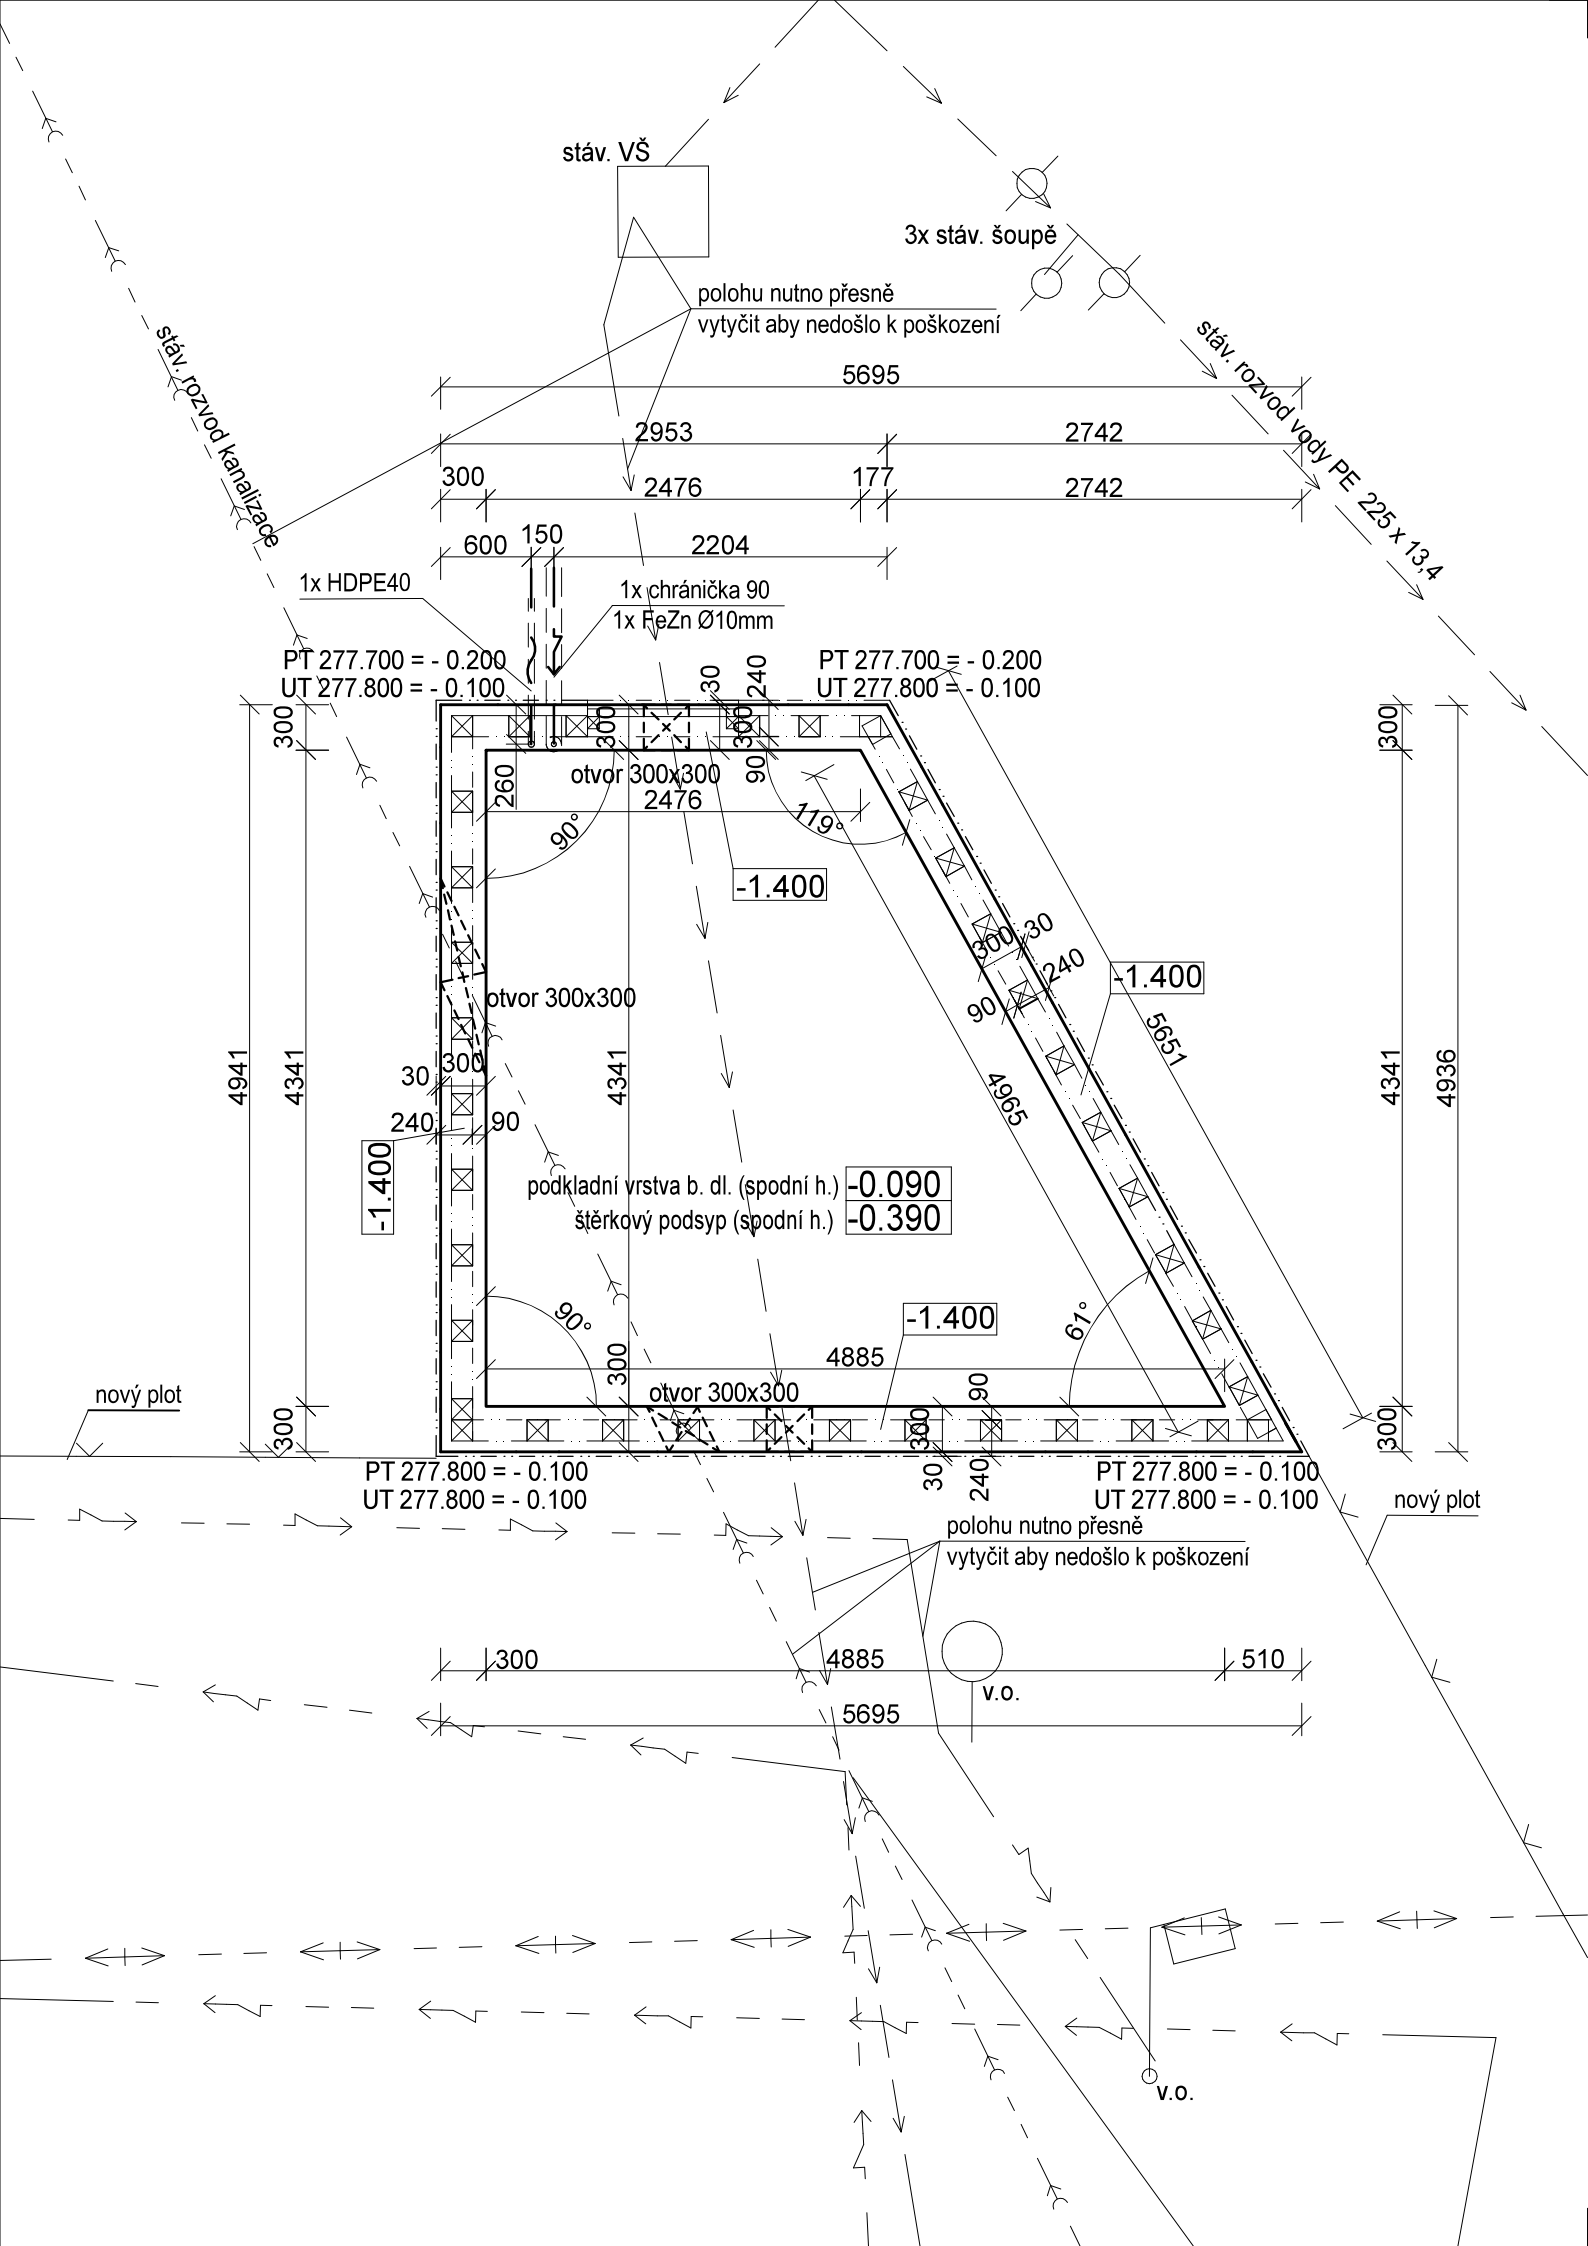 stáv. VŠ
3x stáv. šoupě
polohu nutno přesně
vytyčit aby nedošlo k poškození
stáv. rozvod kanalizace
stáv. rozvod vody PE 225 x 13,4
5695
2953
2742
300
2476
177
2742
600
150
2204
1x HDPE40
1x chránička 90
1x FeZn Ø10mm
PT 277.700 = - 0.200
UT 277.800 = - 0.100
PT 277.700 = - 0.200
UT 277.800 = - 0.100
30
240
300
300
300
300
260
otvor 300x300
90
2476
90°
119°
-1.400
300
30
240
90
-1.400
otvor 300x300
5651
4965
4941
4341
4341
4341
4936
30
300
240
90
-1.400
podkladní vrstva b. dl. (spodní h.)
-0.090
štěrkový podsyp (spodní h.)
-0.390
90°
61°
-1.400
300
4885
90
otvor 300x300
nový plot
300
300
300
30
240
PT 277.800 = - 0.100
UT 277.800 = - 0.100
PT 277.800 = - 0.100
UT 277.800 = - 0.100
nový plot
polohu nutno přesně
vytyčit aby nedošlo k poškození
300
4885
510
v.o.
5695
v.o.